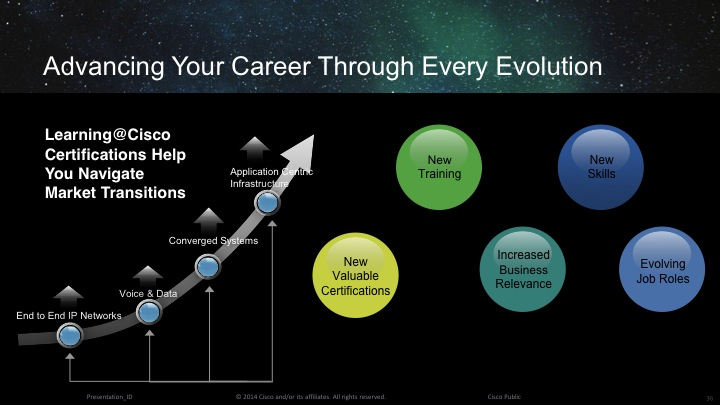 Advancing Your Career Through Every Evolution
Learning@Cisco
Certifications Help
You Navigate
Market Transitions
Application Centric
Infrastructure
Converged Systems
Voice & Data
End to End IP Networks
New
Training
New
Skills
New
Valuable
Certifications
Increased
Business
Relevance
Evolving
Job Roles
Presentation_ID
© 2014 Cisco and/or its affiliates. All rights reserved.
Cisco Public
36